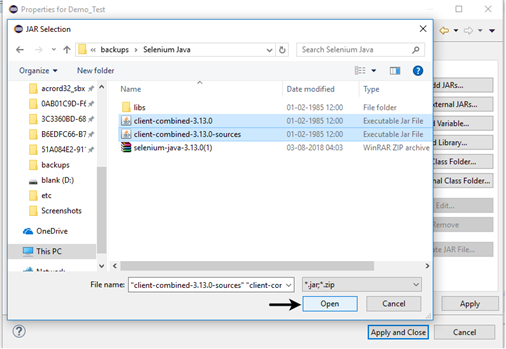 Properties for Demo_Test
JAR Selection
« backups > Selenium Java
Search Selenium Java
Organize
New folder
acrord32_sbx
0AB01C9D-F6
3C3360BD-68
B6EDFC66-B7
51A084E2-91
backups
blank (D:)
etc
Screenshots
OneDrive
This PC
Network
Name
Date modified
Type
libs
01-02-1985 12:00
File folder
client-combined-3.13.0
01-02-1985 12:00
Executable Jar File
client-combined-3.13.0-sources
01-02-1985 12:00
Executable Jar File
selenium-java-3.13.0(1)
03-08-2018 04:03
WinRAR ZIP archive
File name:
"client-combined-3.13.0-sources" "client-cor
*.jar;*.zip
Open
Cancel
dd JARs...
ternal JARs...
d Variable...
d Library...
Class Folder...
nal Class Folder...
Edit...
Remove
ate JAR File...
Apply
Apply and Close
Cancel